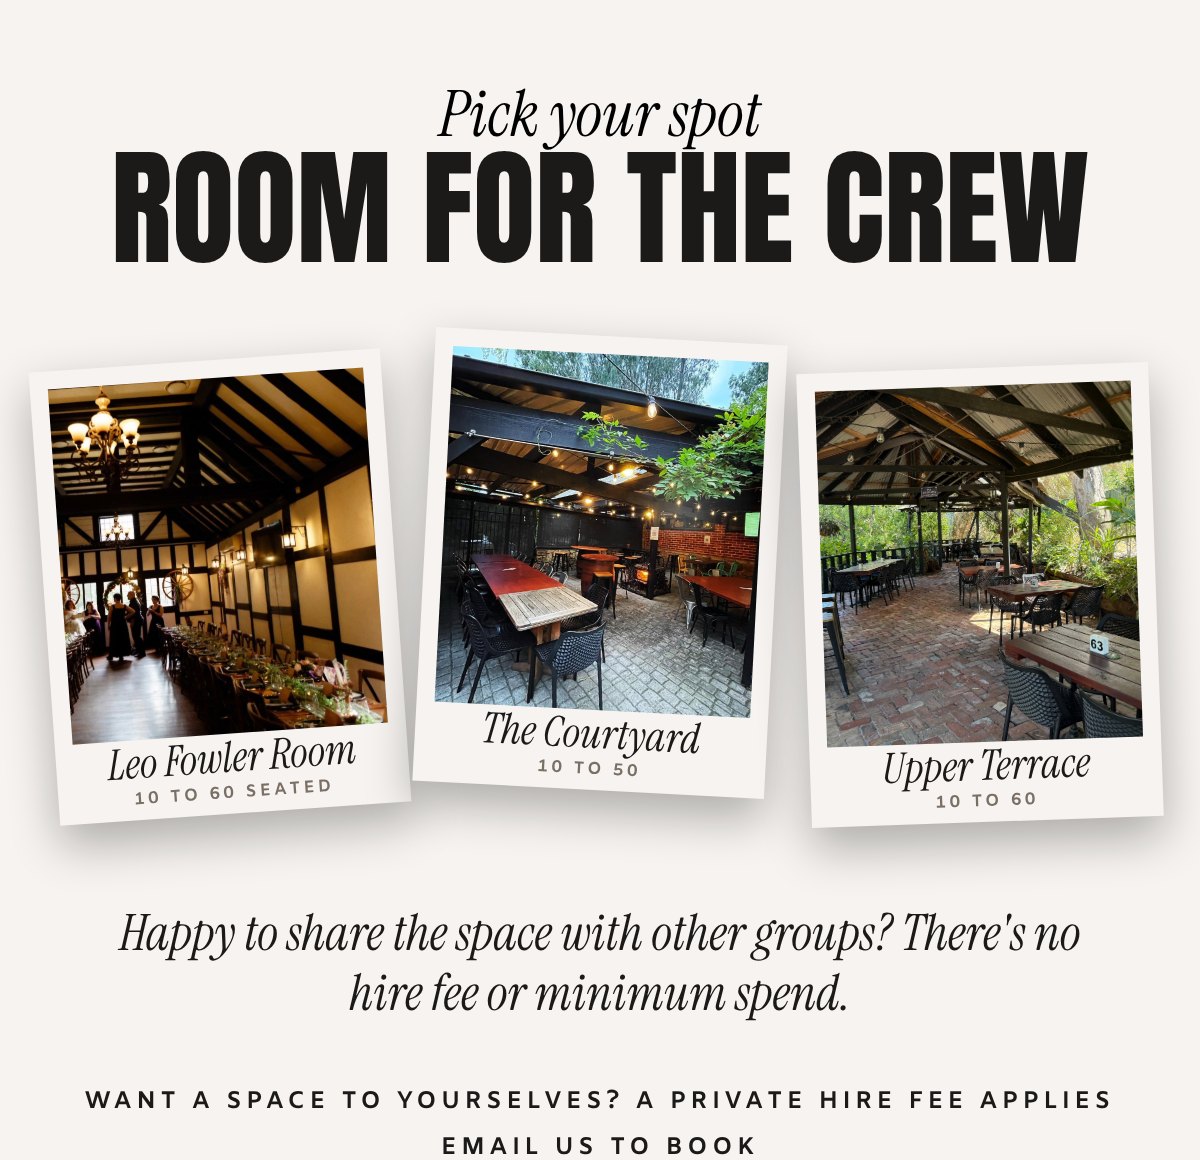 Pick your spot
ROOM FOR THE CREW
Leo Fowler Room
10 TO 60 SEATED
The Courtyard
10 TO 50
63
Upper Terrace
10 TO 60
Happy to share the space with other groups? There's no
hire fee or minimum spend.
WANT A SPACE TO YOURSELVES? A PRIVATE HIRE FEE APPLIES
EMAIL US TO BOOK